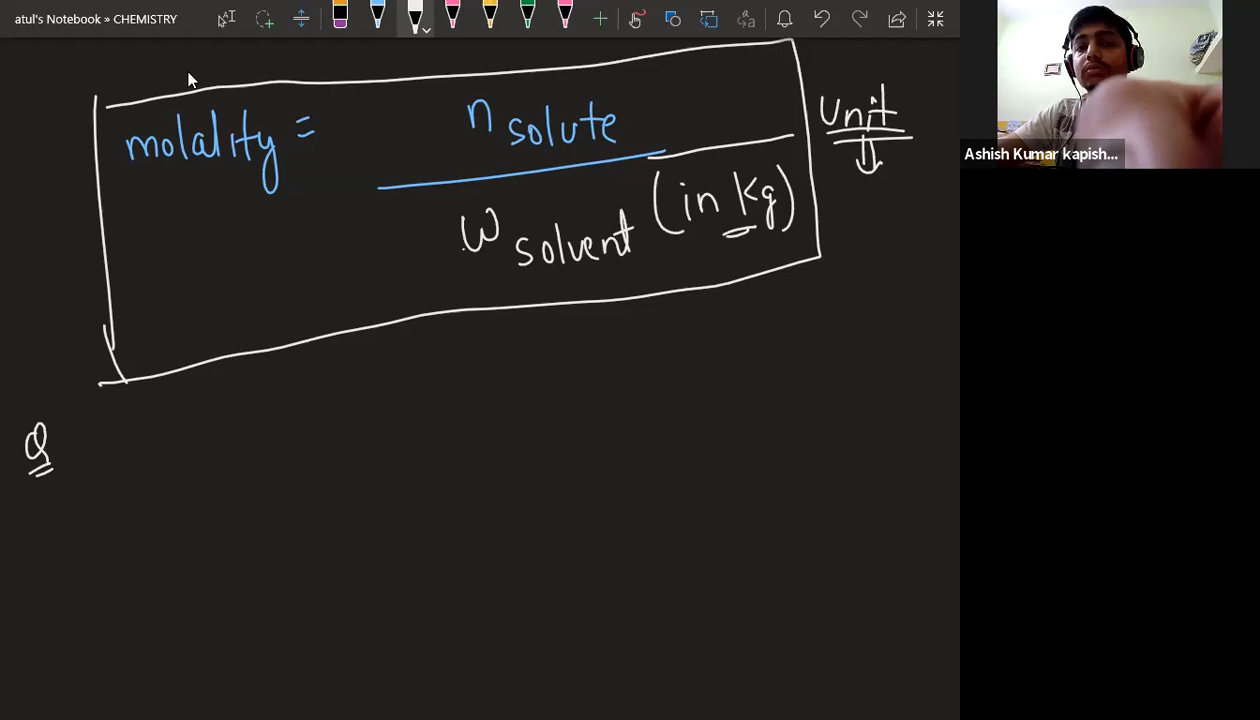 atul's Notebook » CHEMISTRY
molality = n solute
w solvent (in Kg)
Unit
Q
Ashish Kumar kapish...